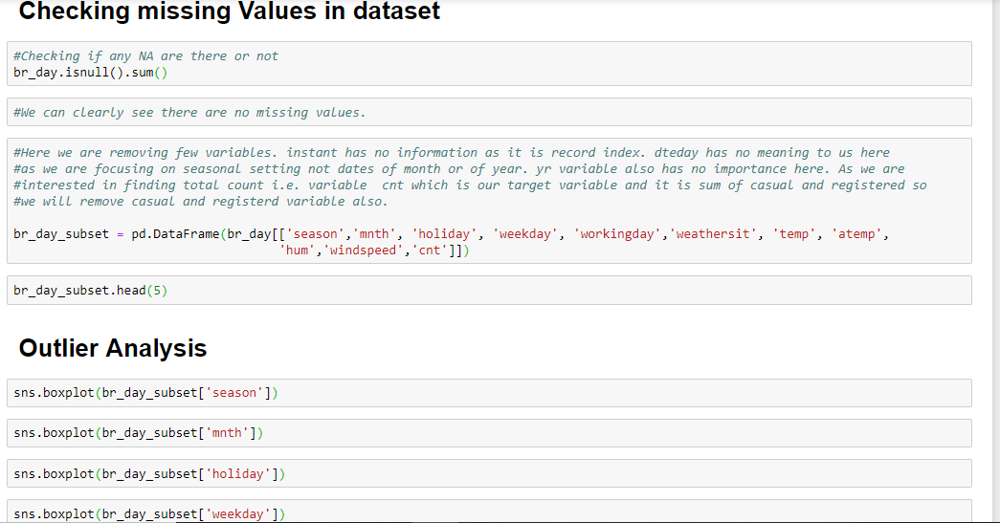 Checking missing Values in dataset
#Checking if any NA are there or not
br_day.isnull().sum()
#We can clearly see there are no missing values.
#Here we are removing few variables. instant has no information as it is record index. dteday has no meaning to us here
#as we are focusing on seasonal setting not dates of month or of year. yr variable also has no importance here. As we are
#interested in finding total count i.e. variable  cnt which is our target variable and it is sum of casual and registered so
#we will remove casual and registerd variable also.
br_day_subset = pd.DataFrame(br_day[['season','mnth', 'holiday', 'weekday', 'workingday','weathersit', 'temp', 'atemp',
'hum','windspeed','cnt']])
br_day_subset.head(5)
Outlier Analysis
sns.boxplot(br_day_subset['season'])
sns.boxplot(br_day_subset['mnth'])
sns.boxplot(br_day_subset['holiday'])
sns.boxplot(br_day_subset['weekday'])